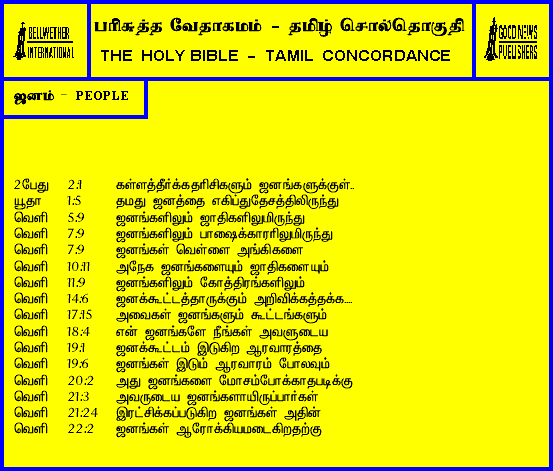 BELLWETHER
INTERNATIONAL
பரிசுத்த வேதாகமம் - தமிழ் சொல்தொகுதி
THE HOLY BIBLE - TAMIL CONCORDANCE
GOOD NEWS
PUBLISHERS
ஜனம் - PEOPLE
2பேது 2:1 கள்ளத்தீர்க்கதரிசிகளும் ஜனங்களுக்குள்..
யூதா 1:5 தமது ஜனத்தை எகிப்துதேசத்திலிருந்து
வெளி 5:9 ஜனங்களிலும் ஜாதிகளிலுமிருந்து
வெளி 7:9 ஜனங்களிலும் பாஷைக்காரரிலுமிருந்து
வெளி 7:9 ஜனங்கள் வெள்ளை அங்கிகளை
வெளி 10:11 அநேக ஜனங்களையும் ஜாதிகளையும்
வெளி 11:9 ஜனங்களிலும் கோத்திரங்களிலும்
வெளி 14:6 ஜனக்கூட்டத்தாருக்கும் அறிவிக்கத்தக்க....
வெளி 17:15 அவைகள் ஜனங்களும் கூட்டங்களும்
வெளி 18:4 என் ஜனங்களே நீங்கள் அவளுடைய
வெளி 19:1 ஜனக்கூட்டம் இடுகிற ஆரவாரத்தை
வெளி 19:6 ஜனங்கள் இடும் ஆரவாரம் போலவும்
வெளி 20:2 அது ஜனங்களை மோசம்போக்காதபடிக்கு
வெளி 21:3 அவருடைய ஜனங்களாயிருப்பார்கள்
வெளி 21:24 இரட்சிக்கப்படுகிற ஜனங்கள் அதின்
வெளி 22:2 ஜனங்கள் ஆரோக்கியமடைகிறதற்கு